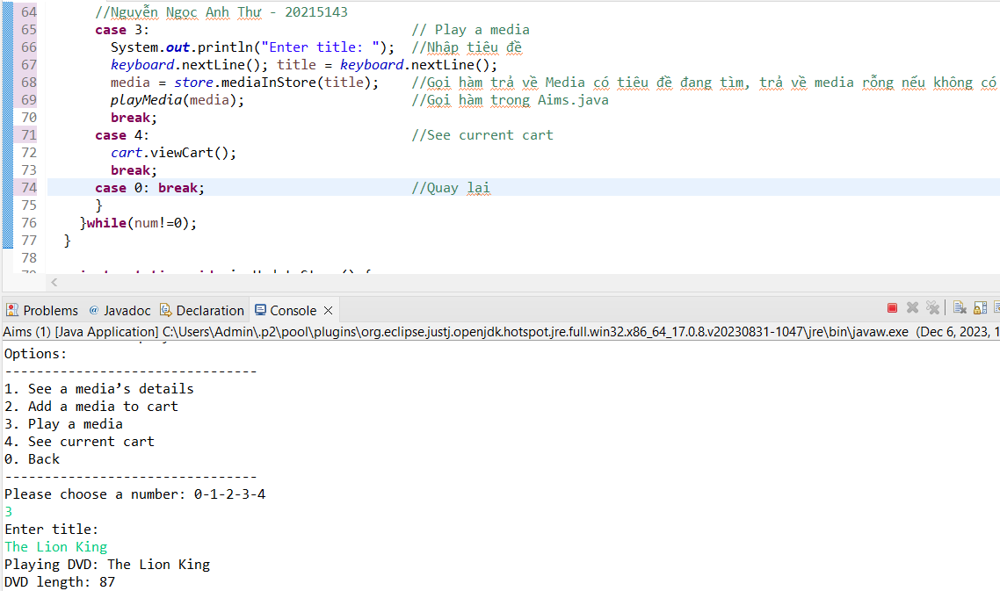 64 //Nguyễn Ngọc Anh Thư - 20215143
65 case 3: // Play a media
66 System.out.println("Enter title: "); //Nhập tiêu đề
67 keyboard.nextLine(); title = keyboard.nextLine();
68 media = store.mediaInStore(title); //Gọi hàm trả về Media có tiêu đề đang tìm, trả về media rỗng nếu không có
69 playMedia(media); //Gọi hàm trong Aims.java
70 break;
71 case 4: //See current cart
72 cart.viewCart();
73 break;
74 case 0: break; //Quay lại
75 }
76 }while(num!=0);
77 }
78
Problems @ Javadoc Declaration Console
Aims (1) [Java Application] C:\Users\Admin\.p2\pool\plugins\org.eclipse.justj.openjdk.hotspot.jre.full.win32.x86_64_17.0.8.v20230831-1047\jre\bin\javaw.exe (Dec 6, 2023, 1
Options:
--------------------------------
1. See a media’s details
2. Add a media to cart
3. Play a media
4. See current cart
0. Back
--------------------------------
Please choose a number: 0-1-2-3-4
3
Enter title:
The Lion King
Playing DVD: The Lion King
DVD length: 87